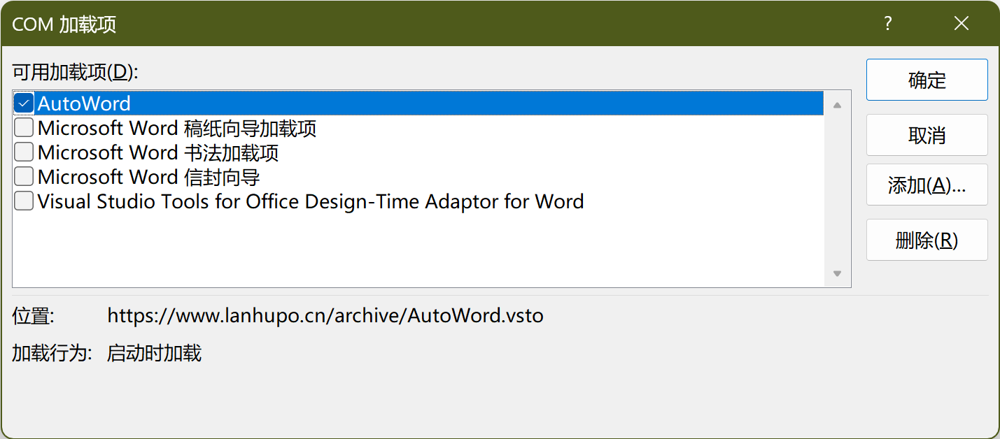 COM 加载项
?
可用加载项(D):
AutoWord
Microsoft Word 稿纸向导加载项
Microsoft Word 书法加载项
Microsoft Word 信封向导
Visual Studio Tools for Office Design-Time Adaptor for Word
确定
取消
添加(A)...
删除(R)
位置: https://www.lanhupo.cn/archive/AutoWord.vsto
加载行为: 启动时加载